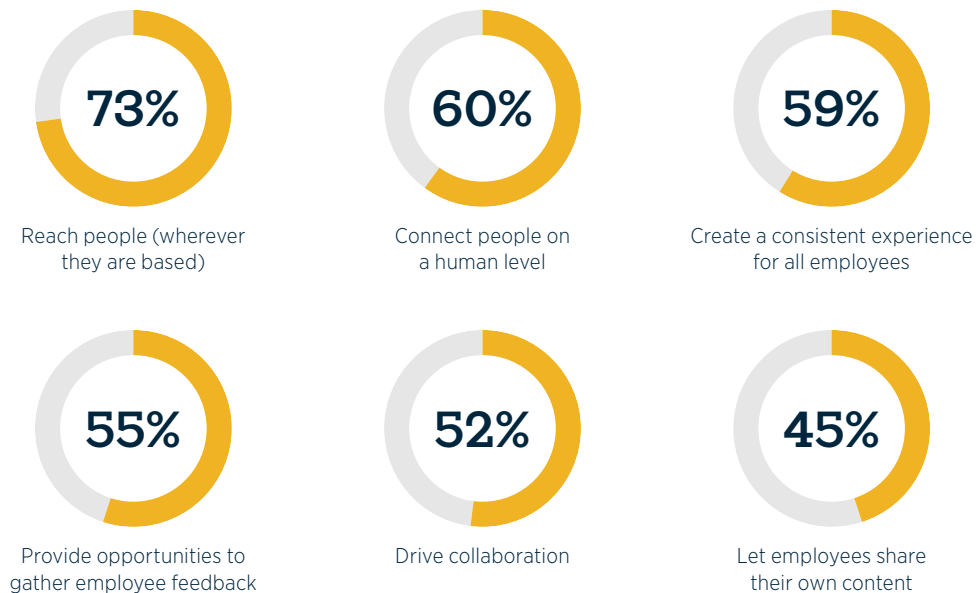 73%
60%
59%
Reach people (wherever
they are based)
Connect people on
a human level
Create a consistent experience
for all employees
55%
52%
45%
Provide opportunities to
gather employee feedback
Drive collaboration
Let employees share
their own content